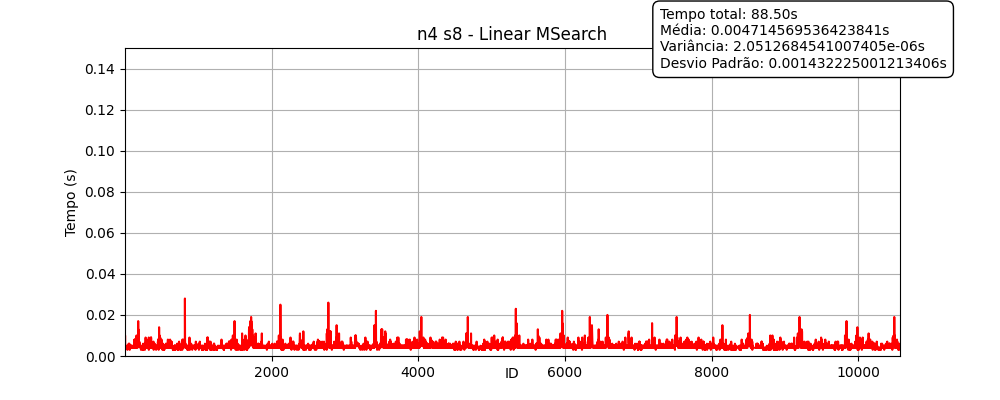 Tempo total: 88.50s
Média: 0.004714569536423841s
Variância: 2.0512684541007405e-06s
Desvio Padrão: 0.001432225001213406s
n4 s8 - Linear MSearch
Tempo (s)
0.14
0.12
0.10
0.08
0.06
0.04
0.02
0.00
2000 4000 6000 8000 10000
ID